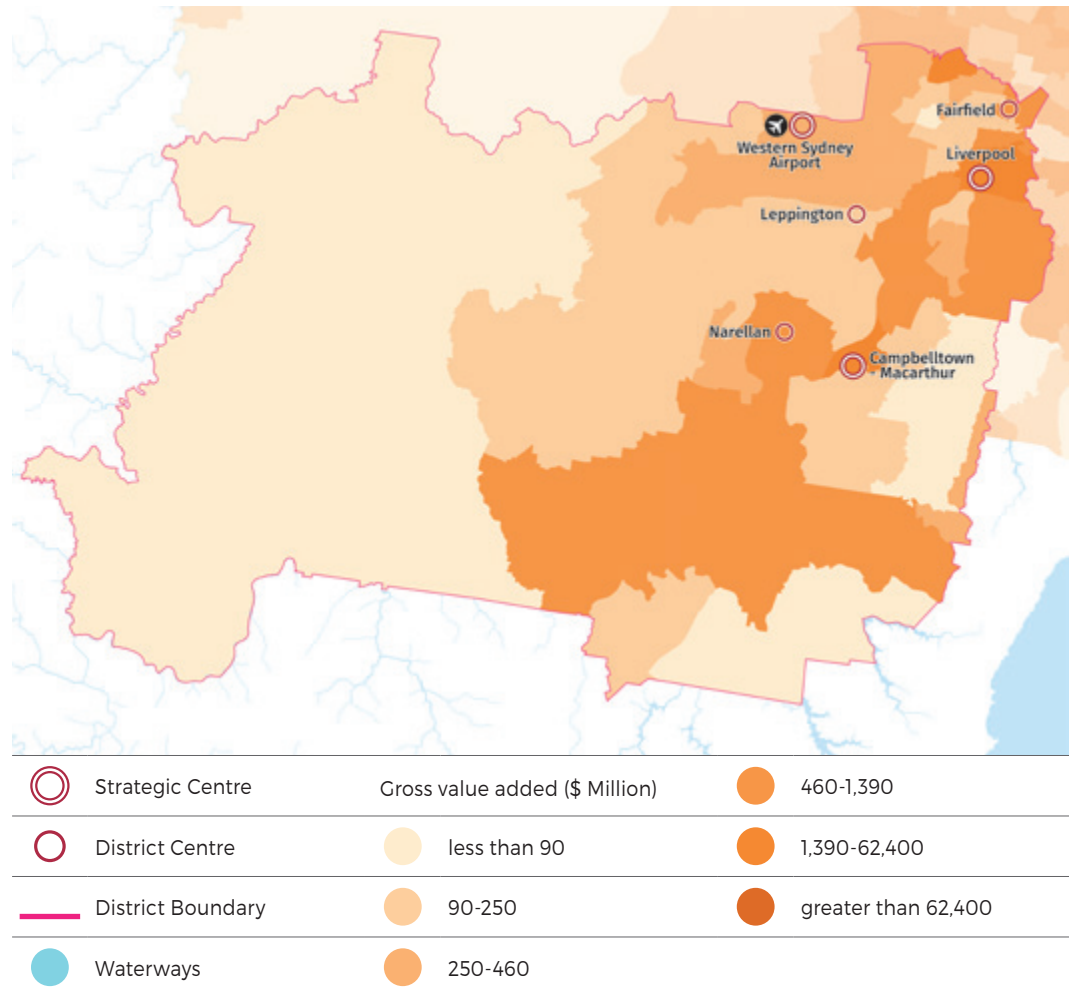 Fairfield
Western Sydney
Airport
Liverpool
Leppington
Narellan
Campbelltown
- Macarthur
Strategic Centre
Gross value added ($ Million)
460-1,390
District Centre
less than 90
1,390-62,400
District Boundary
90-250
greater than 62,400
Waterways
250-460